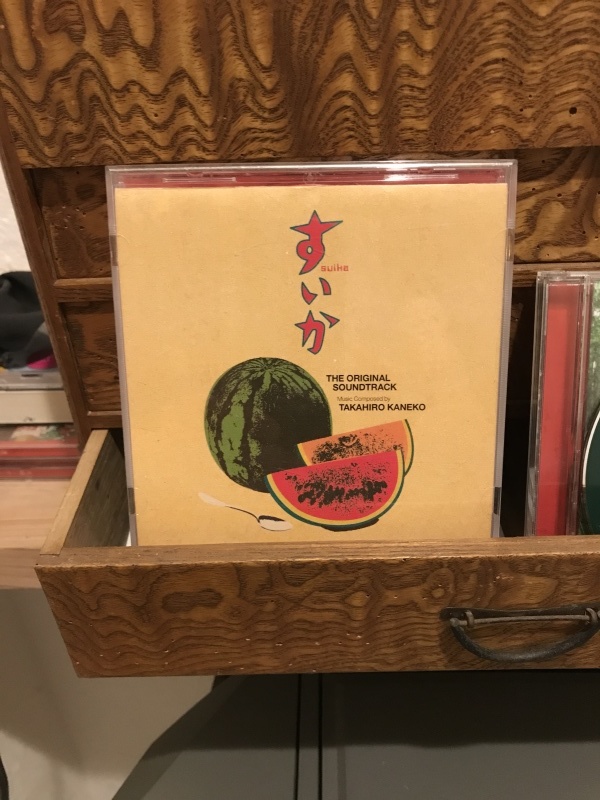 すいか
suika
THE ORIGINAL
SOUNDTRACK
Music Composed by
TAKAHIRO KANEKO